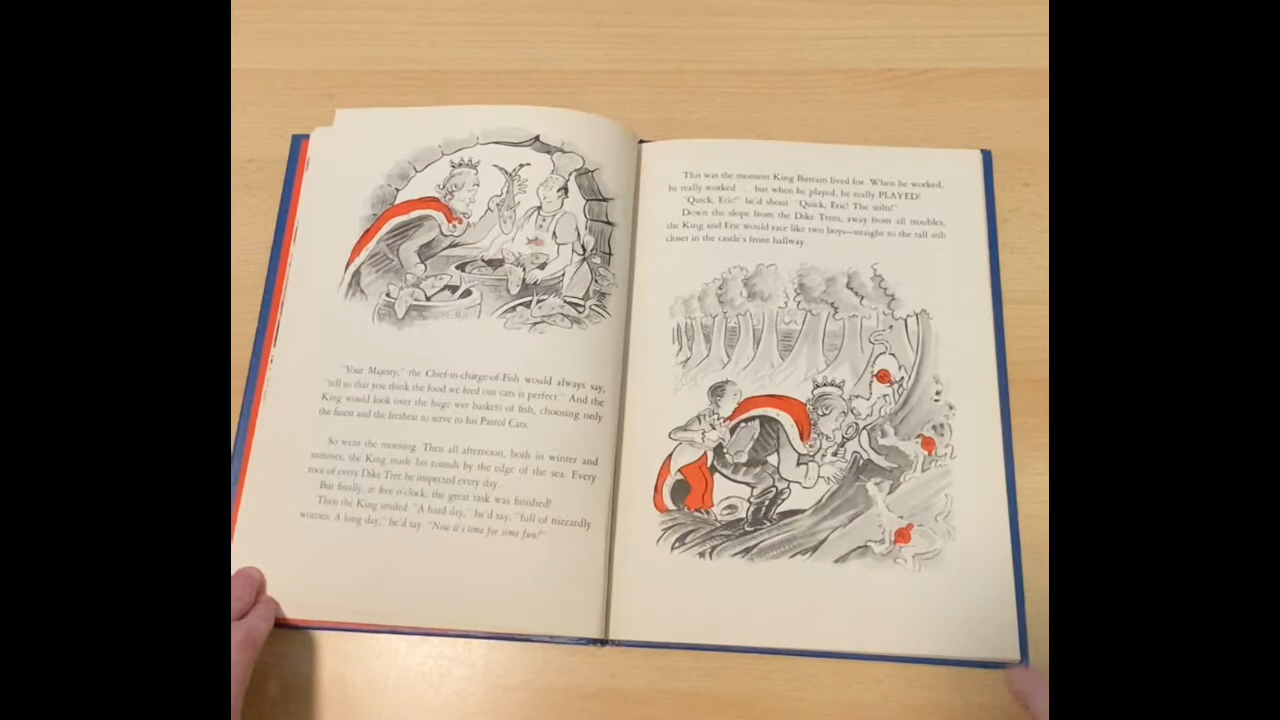 "Your Majesty," the Chief-in-charge-of-Fish would always say,
"tell us that you think the food we feed our cats is perfect." And the
King would look over the huge wet baskets of fish, choosing only
the finest and the freshest to serve to his Patrol Cats.
So went the morning. Then all afternoon, both in winter and
summer, the King made his rounds by the edge of the sea. Every
root of every Dike Tree he inspected every day.
But finally, at five o'clock, the great task was finished!
Then the King smiled. "A hard day," he'd say, "full of nizzardly
worries. A long day," he'd say. "Now it's time for some fun!"
This was the moment King Birtram lived for. When he worked,
he really worked . . . but when he played, he really PLAYED!
"Quick, Eric!" he'd shout. "Quick, Eric! The stilts!"
Down the slope from the Dike Trees, away from all troubles,
the King and Eric would race like two boys—straight to the tall stilt
closet in the castle's front hallway.